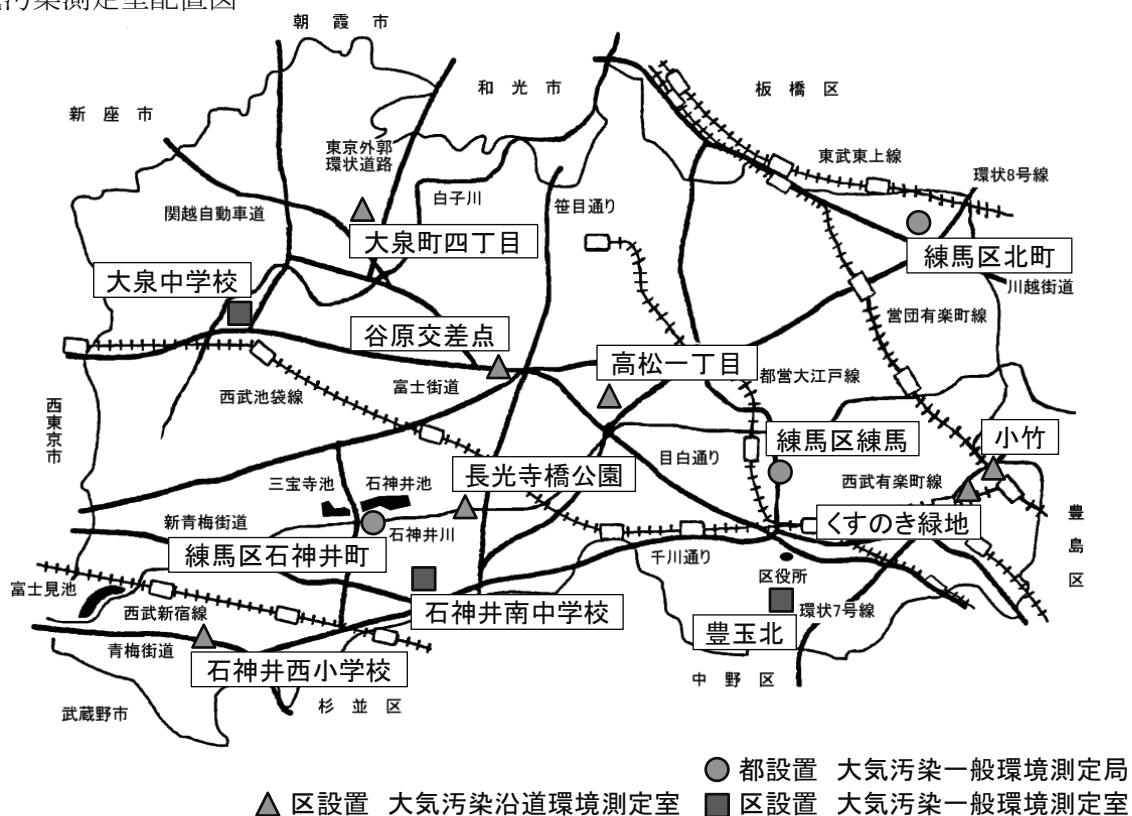 汚染測定室配置図
朝霞市
和光市
板橋区
新座市
東京外郭
環状道路
東武東上線
環状8号線
白子川
笹目通り
関越自動車道
大泉町四丁目
練馬区北町
大泉中学校
川越街道
営団有楽町線
谷原交差点
高松一丁目
富士街道
都営大江戸線
西武池袋線
西東京市
練馬区練馬
小竹
目白通り
長光寺橋公園
西武有楽町線
三宝寺池
石神井池
新青梅街道
石神井川
くすのき緑地
豊島区
練馬区石神井町
千川通り
区役所
富士見池
西武新宿線
石神井南中学校
豊玉北
環状7号線
青梅街道
石神井西小学校
中野区
杉並区
武蔵野市
都設置 大気汚染一般環境測定局
区設置 大気汚染沿道環境測定室
区設置 大気汚染一般環境測定室